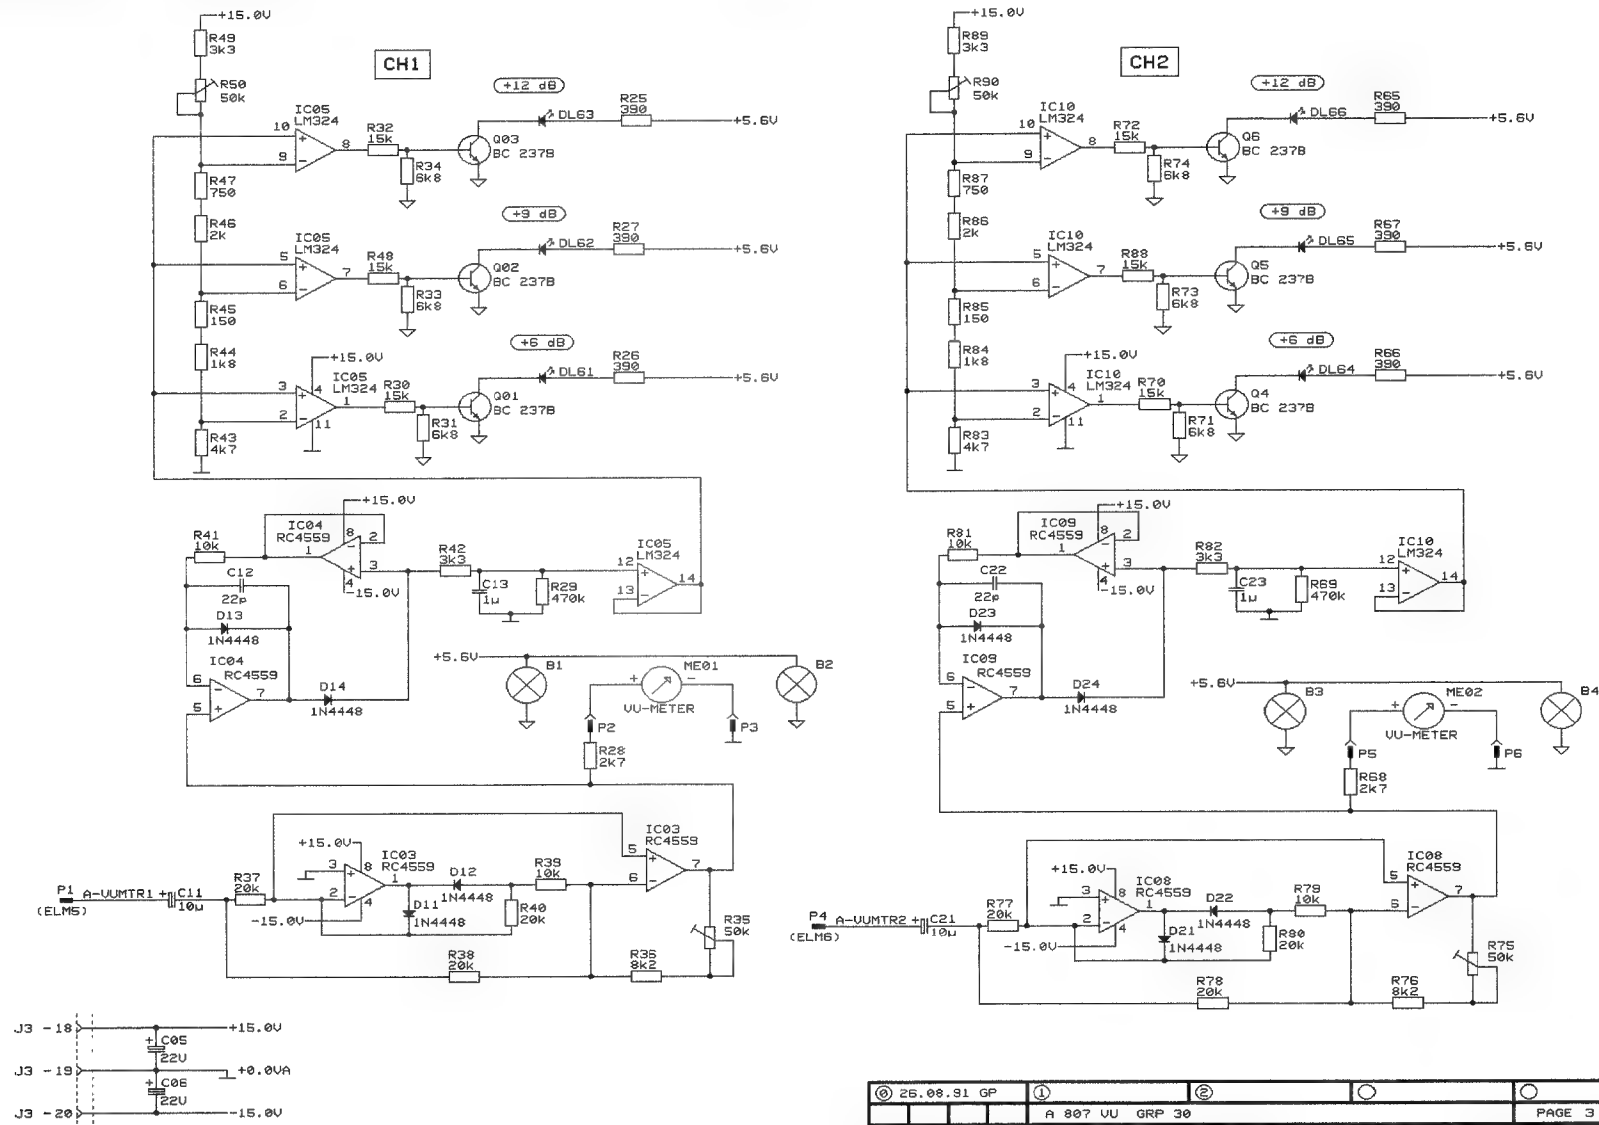 +15.0V
R49
3k3
CH1
R50
50k
+12 dB
IC05
LM324
10
9
8
R32
15k
R34
6k8
Q03
BC 237B
DL63
R25
390
+5.6V
R47
750
R46
2k
+9 dB
IC05
LM324
5
6
7
R48
15k
R33
6k8
Q02
BC 237B
DL62
R27
390
+5.6V
R45
150
R44
1k8
+6 dB
+15.0V
IC05
LM324
3
2
4
11
1
R30
15k
R31
6k8
Q01
BC 237B
DL61
R26
390
+5.6V
R43
4k7
+15.0V
R41
10k
IC04
RC4559
1
8
2
3
4
-15.0V
R42
3k3
C13
1µ
R29
470k
IC05
LM324
12
13
14
C12
22p
D13
1N4448
IC04
RC4559
6
5
7
D14
1N4448
+5.6V
B1
+
ME01
-
VU-METER
B2
P2
P3
R28
2k7
P1
(ELM5)
A-VUMTR1
+
C11
10µ
R37
20k
+15.0V
3
2
8
4
IC03
RC4559
1
-15.0V
D11
1N4448
D12
1N4448
R39
10k
R40
20k
IC03
RC4559
5
6
7
R35
50k
R38
20k
R36
8k2
J3 -18
+15.0V
+ C05
22U
J3 -19
+0.0VA
+ C06
22U
J3 -20
-15.0V
+15.0V
R89
3k3
CH2
R90
50k
+12 dB
IC10
LM324
10
9
8
R72
15k
R74
6k8
Q6
BC 237B
DL66
R65
390
+5.6V
R87
750
R86
2k
+9 dB
IC10
LM324
5
6
7
R88
15k
R73
6k8
Q5
BC 237B
DL65
R67
390
+5.6V
R85
150
R84
1k8
+6 dB
+15.0V
IC10
LM324
3
2
4
11
1
R70
15k
R71
6k8
Q4
BC 237B
DL64
R66
390
+5.6V
R83
4k7
+15.0V
R81
10k
IC09
RC4559
1
8
2
3
4
-15.0V
R82
3k3
C23
1µ
R69
470k
IC10
LM324
12
13
14
C22
22p
D23
1N4448
IC09
RC4559
6
5
7
D24
1N4448
+5.6V
B3
+
ME02
-
VU-METER
B4
P5
P6
R68
2k7
P4
(ELM6)
A-VUMTR2
+
C21
10µ
R77
20k
+15.0V
3
2
8
4
IC08
RC4559
1
-15.0V
D21
1N4448
D22
1N4448
R79
10k
R80
20k
IC08
RC4559
5
6
7
R75
50k
R78
20k
R76
8k2
⓪ 26.08.91 GP
①
②
A 807 VU GRP 30
PAGE 3